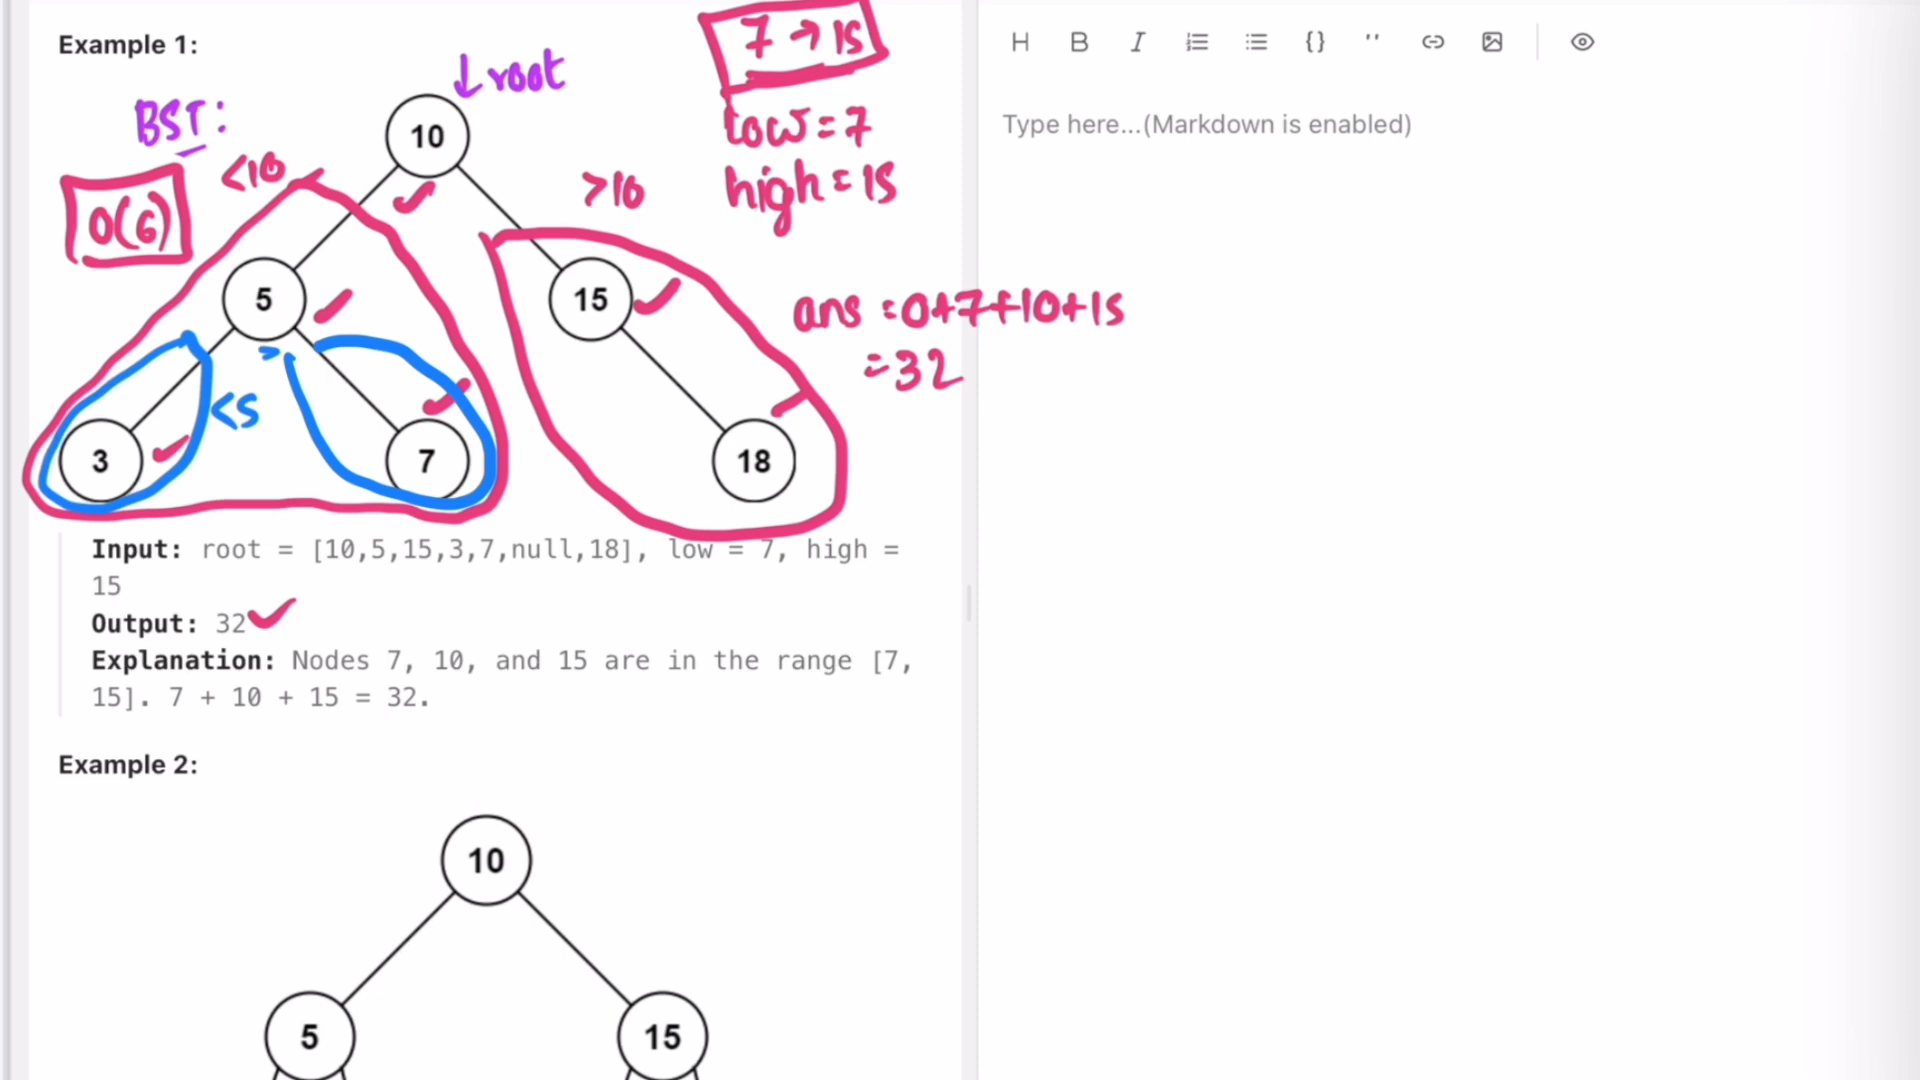 Example 1:
7 → 15
↓ root
BST:
low = 7
high = 15
10
<10
>10
O(6)
5
15
ans = 0+7+10+15
= 32
>
<5
3
7
18
Input: root = [10,5,15,3,7,null,18], low = 7, high =
15
Output: 32
Explanation: Nodes 7, 10, and 15 are in the range [7,
15]. 7 + 10 + 15 = 32.
Example 2:
10
5
15
H B I {} ''
Type here...(Markdown is enabled)